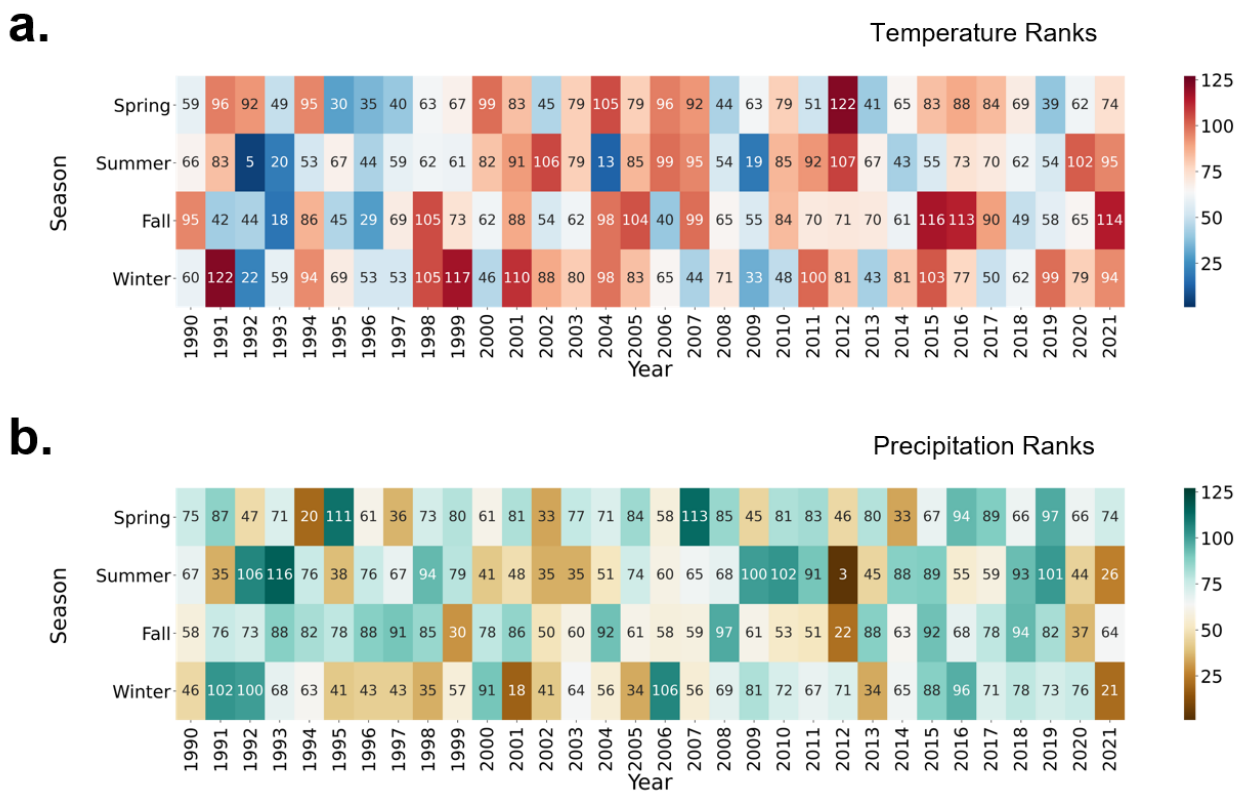 a.
Temperature Ranks
Spring 59 96 92 49 95 30 35 40 63 67 99 83 45 79 105 79 96 92 44 63 79 51 122 41 65 83 88 84 69 39 62 74
Summer 66 83 5 20 53 67 44 59 62 61 82 91 106 79 13 85 99 95 54 19 85 92 107 67 43 55 73 70 62 54 102 95
Fall 95 42 44 18 86 45 29 69 105 73 62 88 54 62 98 104 40 99 65 55 84 70 71 70 61 116 113 90 49 58 65 114
Winter 60 122 22 59 94 69 53 53 105 117 46 110 88 80 98 83 65 44 71 33 48 100 81 43 81 103 77 50 62 99 79 94
Season
1990 1991 1992 1993 1994 1995 1996 1997 1998 1999 2000 2001 2002 2003 2004 2005 2006 2007 2008 2009 2010 2011 2012 2013 2014 2015 2016 2017 2018 2019 2020 2021
Year
125
100
75
50
25
b.
Precipitation Ranks
Spring 75 87 47 71 20 111 61 36 73 80 61 81 33 77 71 84 58 113 85 45 81 83 46 80 33 67 94 89 66 97 66 74
Summer 67 35 106 116 76 38 76 67 94 79 41 48 35 35 51 74 60 65 68 100 102 91 3 45 88 89 55 59 93 101 44 26
Fall 58 76 73 88 82 78 88 91 85 30 78 86 50 60 92 61 58 59 97 61 53 51 22 88 63 92 68 78 94 82 37 64
Winter 46 102 100 68 63 41 43 43 35 57 91 18 41 64 56 34 106 56 69 81 72 67 71 34 65 88 96 71 78 73 76 21
Season
1990 1991 1992 1993 1994 1995 1996 1997 1998 1999 2000 2001 2002 2003 2004 2005 2006 2007 2008 2009 2010 2011 2012 2013 2014 2015 2016 2017 2018 2019 2020 2021
Year
125
100
75
50
25